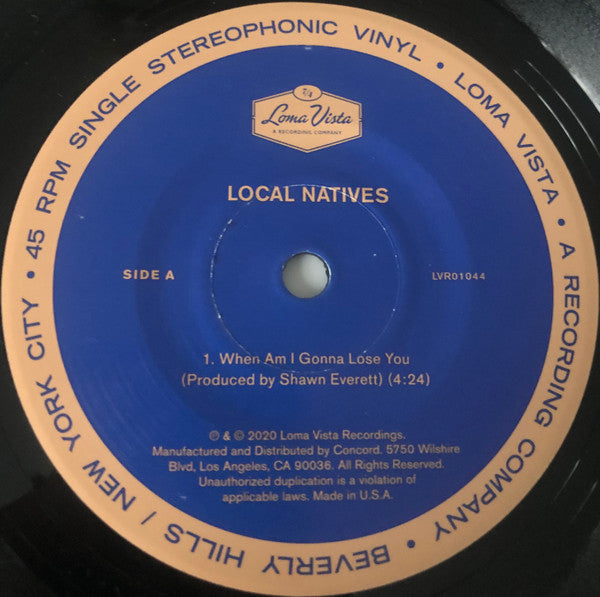 45 RPM SINGLE STEREOPHONIC VINYL • LOMA VISTA • A RECORDING COMPANY • BEVERLY HILLS / NEW YORK CITY •
Loma Vista
A RECORDING COMPANY
LOCAL NATIVES
SIDE A
LVR01044
1. When Am I Gonna Lose You
(Produced by Shawn Everett) (4:24)
℗ & © 2020 Loma Vista Recordings.
Manufactured and Distributed by Concord. 5750 Wilshire
Blvd, Los Angeles, CA 90036. All Rights Reserved.
Unauthorized duplication is a violation of
applicable laws. Made in U.S.A.